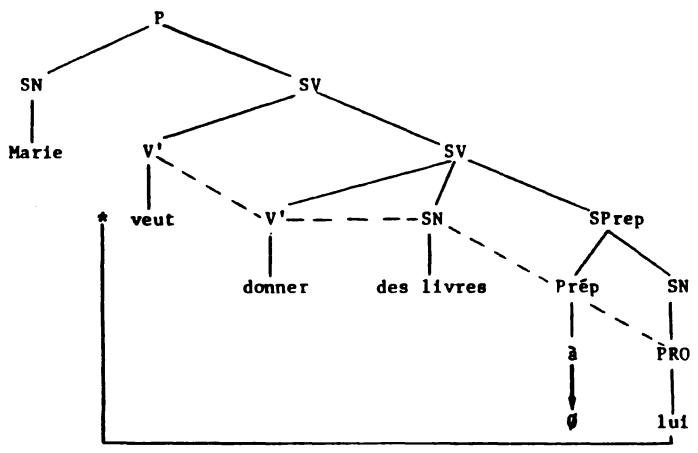 P
SN SV
Marie V' SV
* veut V' SN SPrep
donner des livres Prép SN
à PRO
Ø lui